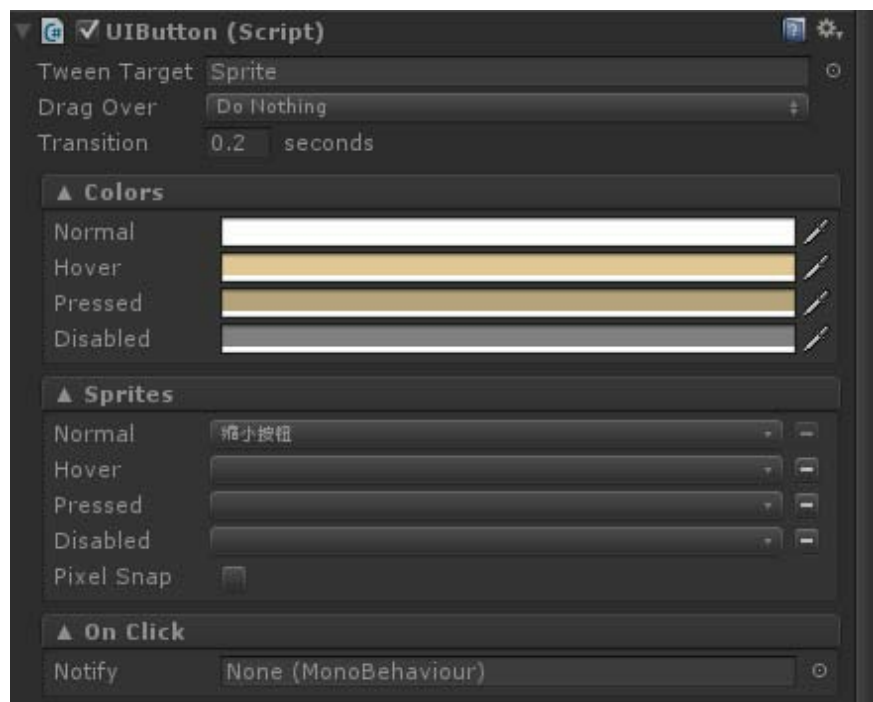 UIButton (Script)
Tween Target Sprite
Drag Over Do Nothing
Transition 0.2 seconds
▲ Colors
Normal
Hover
Pressed
Disabled
▲ Sprites
Normal 缩小按钮
Hover
Pressed
Disabled
Pixel Snap
▲ On Click
Notify None (MonoBehaviour)